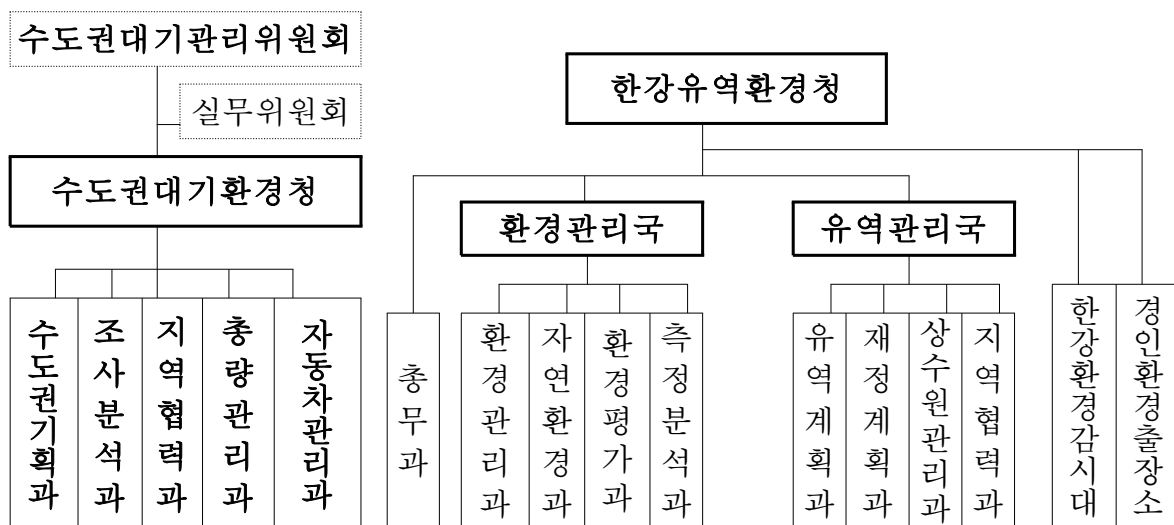 수도권대기관리위원회
실무위원회
수도권대기환경청
수도권기획과
조사분석과
지역협력과
총량관리과
자동차관리과
한강유역환경청
환경관리국
유역관리국
총무과
환경관리과
자연환경과
환경평가과
측정분석과
유역계획과
재정계획과
상수원관리과
지역협력과
한강환경감시대
경인환경출장소